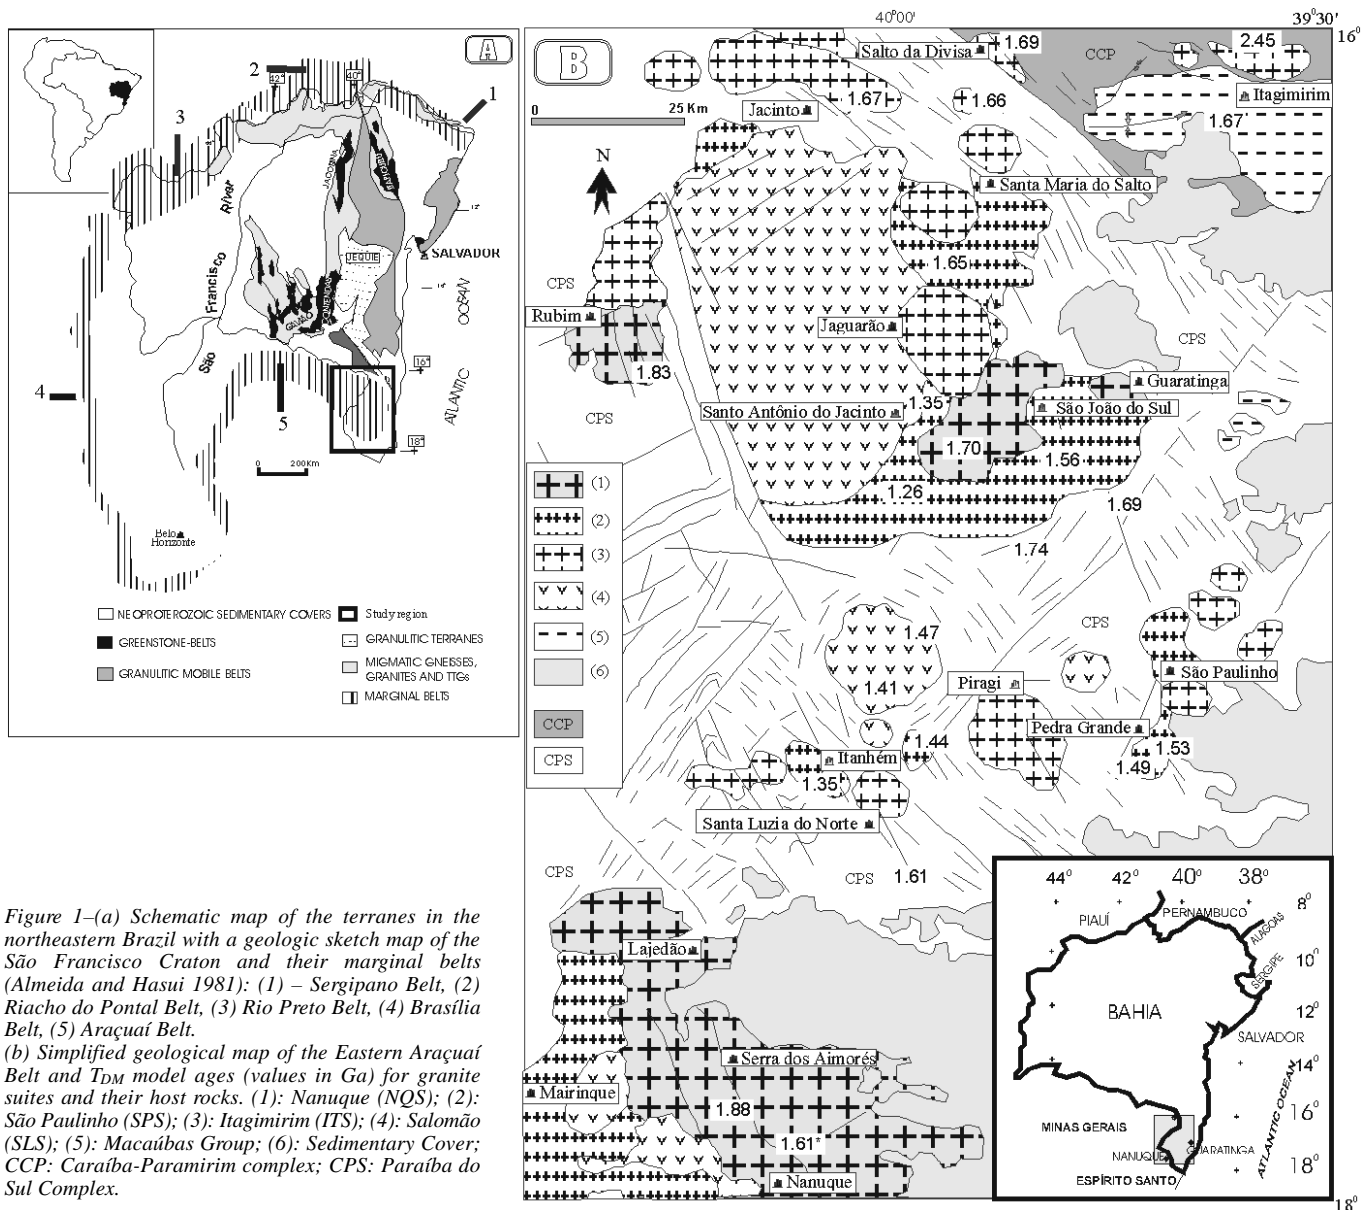 A
2
42°
40°
1
3
River
JACOBINA
12°
SALVADOR
JEQUIE
Francisco
CONTENDAS
14°
OCEAN
São
16°
4
5
ATLANTIC
18°
0 200Km
Belo
Horizonte
NEOPROTEROZOIC SEDIMENTARY COVERS
Study region
GREENSTONE-BELTS
GRANULITIC TERRANES
GRANULITIC MOBILE BELTS
MIGMATIC GNEISSES,
GRANITES AND TTGs
MARGINAL BELTS
Figure 1–(a) Schematic map of the terranes in the
northeastern Brazil with a geologic sketch map of the
São Francisco Craton and their marginal belts
(Almeida and Hasui 1981): (1) – Sergipano Belt, (2)
Riacho do Pontal Belt, (3) Rio Preto Belt, (4) Brasília
Belt, (5) Araçuaí Belt.
(b) Simplified geological map of the Eastern Araçuaí
Belt and TDM model ages (values in Ga) for granite
suites and their host rocks. (1): Nanuque (NQS); (2):
São Paulinho (SPS); (3): Itagimirim (ITS); (4): Salomão
(SLS); (5): Macaúbas Group; (6): Sedimentary Cover;
CCP: Caraíba-Paramirim complex; CPS: Paraíba do
Sul Complex.
40°00'
39°30'
16°
B
Salto da Divisa
1.69
CCP
2.45
0 25 Km
1.67
1.66
Itagimirim
Jacinto
1.67
N
Santa Maria do Salto
1.65
CPS
Rubim
Jaguarão
CPS
1.83
Guaratinga
1.35
São João do Sul
Santo Antônio do Jacinto
CPS
1.70
1.56
(1)
1.26
1.69
(2)
1.74
(3)
(4)
CPS
1.47
(5)
(6)
1.41
Piragi
São Paulinho
CCP
Pedra Grande
1.44
1.53
CPS
Itanhém
1.49
1.35
Santa Luzia do Norte
CPS
CPS
1.61
Lajedão
Serra dos Aimorés
Mairinque
1.88
1.61*
Nanuque
44°
42°
40°
38°
8°
PIAUÍ
PERNAMBUCO
ALAGOAS
10°
SERGIPE
BAHIA
12°
SALVADOR
14°
16°
MINAS GERAIS
ATLANTIC OCEAN
NANUQUE
GUARATINGA
18°
ESPÍRITO SANTO
18°